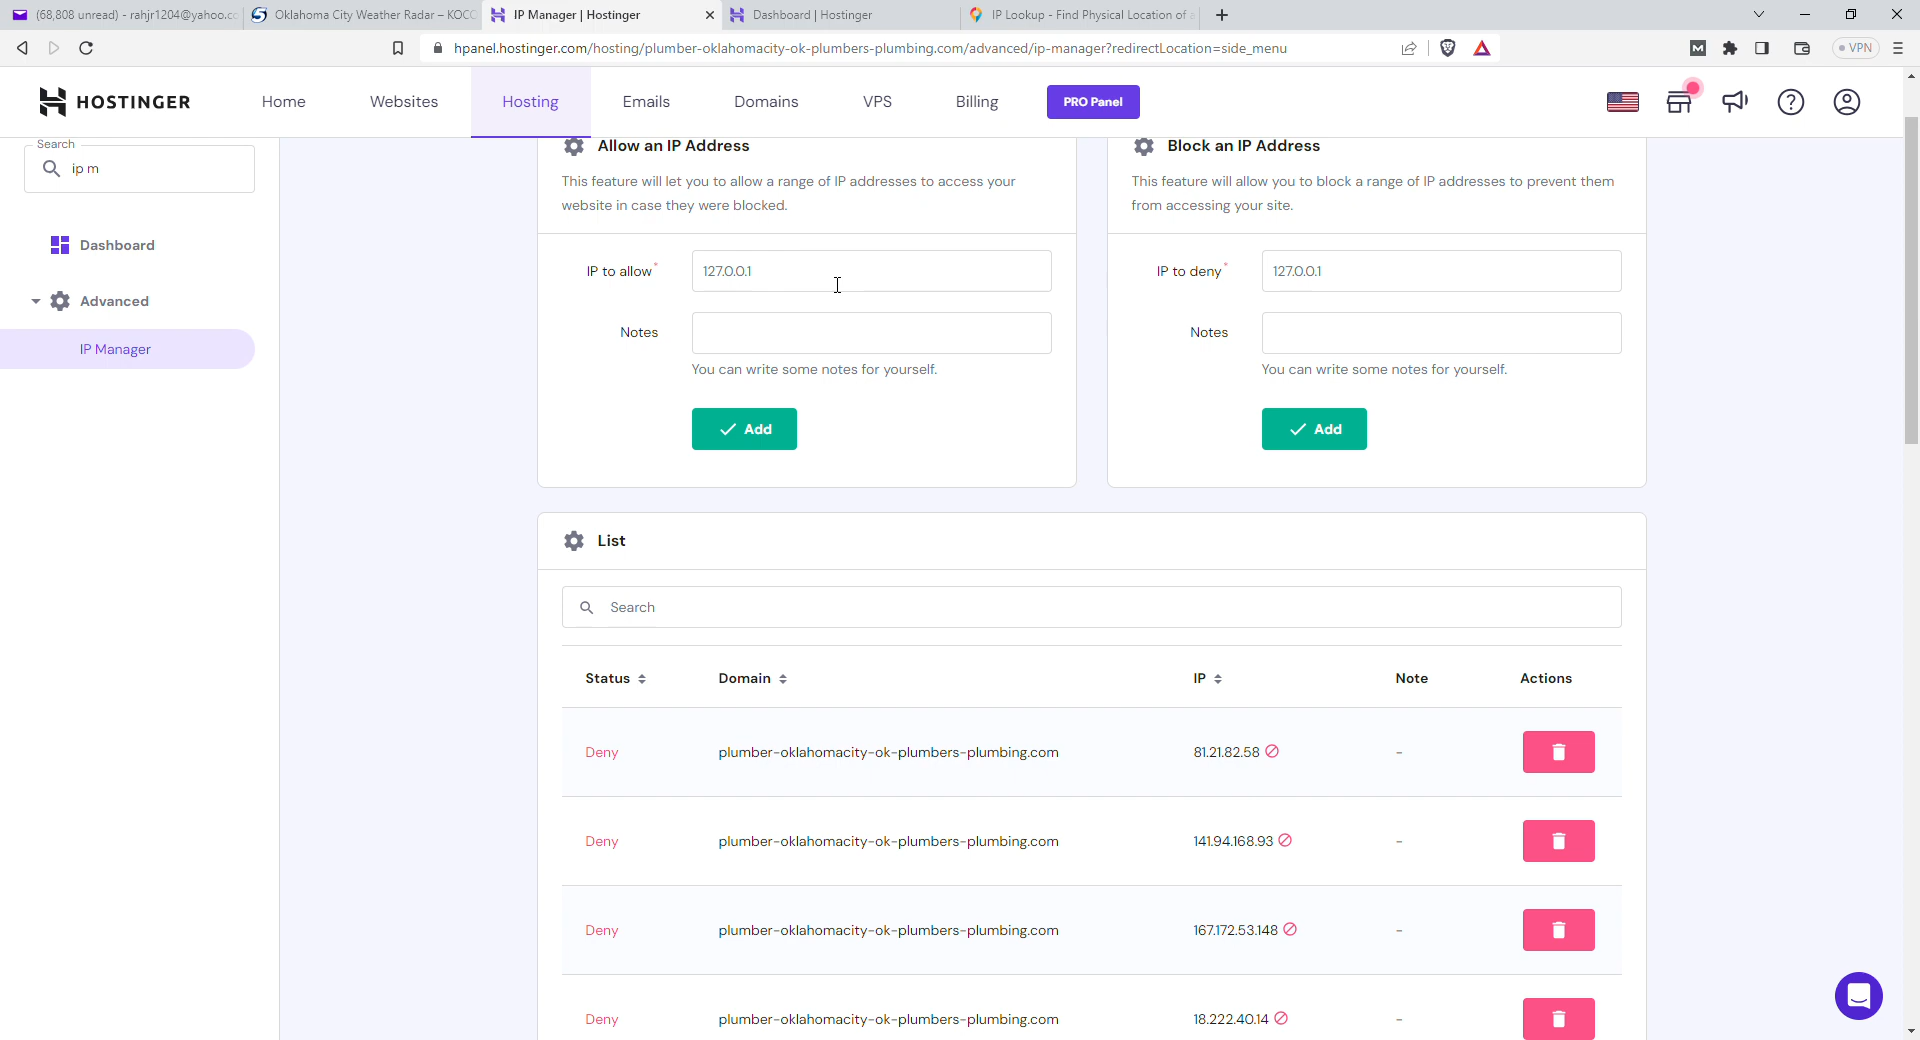 (68,808 unread) - rahjr1204@yahoo.co
Oklahoma City Weather Radar – KOCO
IP Manager | Hostinger
Dashboard | Hostinger
IP Lookup - Find Physical Location of a
hpanel.hostinger.com/hosting/plumber-oklahomacity-ok-plumbers-plumbing.com/advanced/ip-manager?redirectLocation=side_menu
VPN
HOSTINGER
Home
Websites
Hosting
Emails
Domains
VPS
Billing
PRO Panel
Search
ip m
Dashboard
Advanced
IP Manager
Allow an IP Address
This feature will let you to allow a range of IP addresses to access your
website in case they were blocked.
IP to allow*
127.0.0.1
Notes
You can write some notes for yourself.
Add
Block an IP Address
This feature will allow you to block a range of IP addresses to prevent them
from accessing your site.
IP to deny*
127.0.0.1
Notes
You can write some notes for yourself.
Add
List
Search
Status Domain IP Note Actions
Deny plumber-oklahomacity-ok-plumbers-plumbing.com 81.21.82.58 -
Deny plumber-oklahomacity-ok-plumbers-plumbing.com 141.94.168.93 -
Deny plumber-oklahomacity-ok-plumbers-plumbing.com 167.172.53.148 -
Deny plumber-oklahomacity-ok-plumbers-plumbing.com 18.222.40.14 -